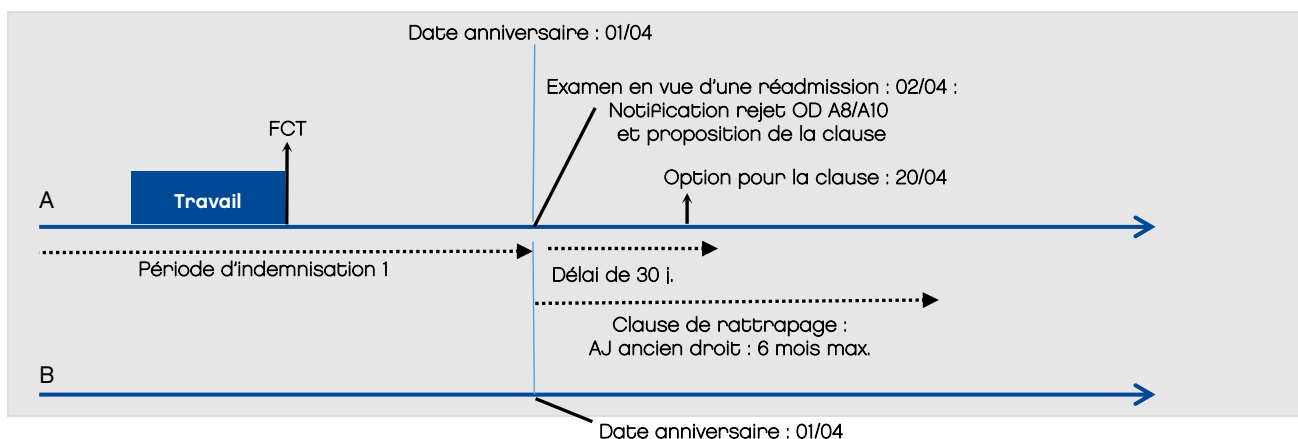 Date anniversaire : 01/04
Examen en vue d'une réadmission : 02/04 :
Notification rejet OD A8/A10
et proposition de la clause
FCT
Option pour la clause : 20/04
A
Travail
Période d'indemnisation 1
Délai de 30 j.
Clause de rattrapage :
AJ ancien droit : 6 mois max.
B
Date anniversaire : 01/04